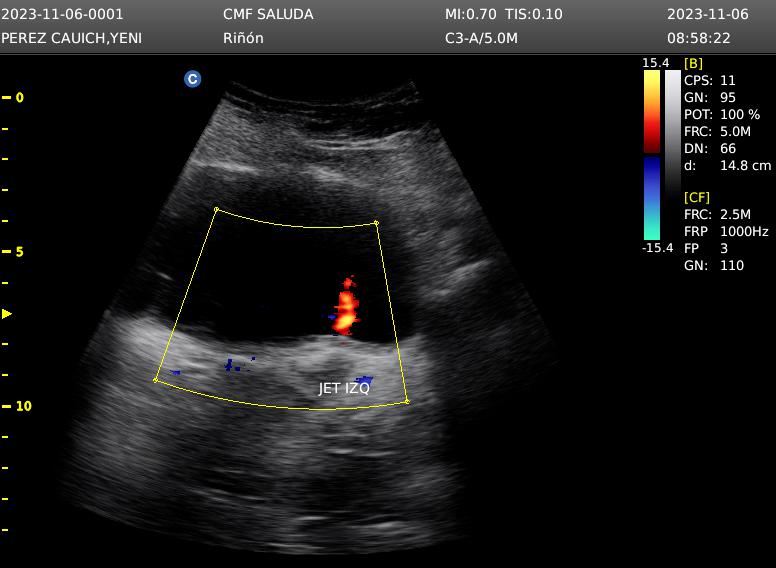 2023-11-06-0001 CMF SALUDA MI:0.70 TIS:0.10 2023-11-06
PEREZ CAUICH,YENI Riñón C3-A/5.0M 08:58:22
C
15.4 [B]
CPS: 11
GN: 95
POT: 100 %
FRC: 5.0M
DN: 66
d: 14.8 cm
[CF]
FRC: 2.5M
FRP 1000Hz
-15.4 FP 3
GN: 110
0
5
JET IZQ
10